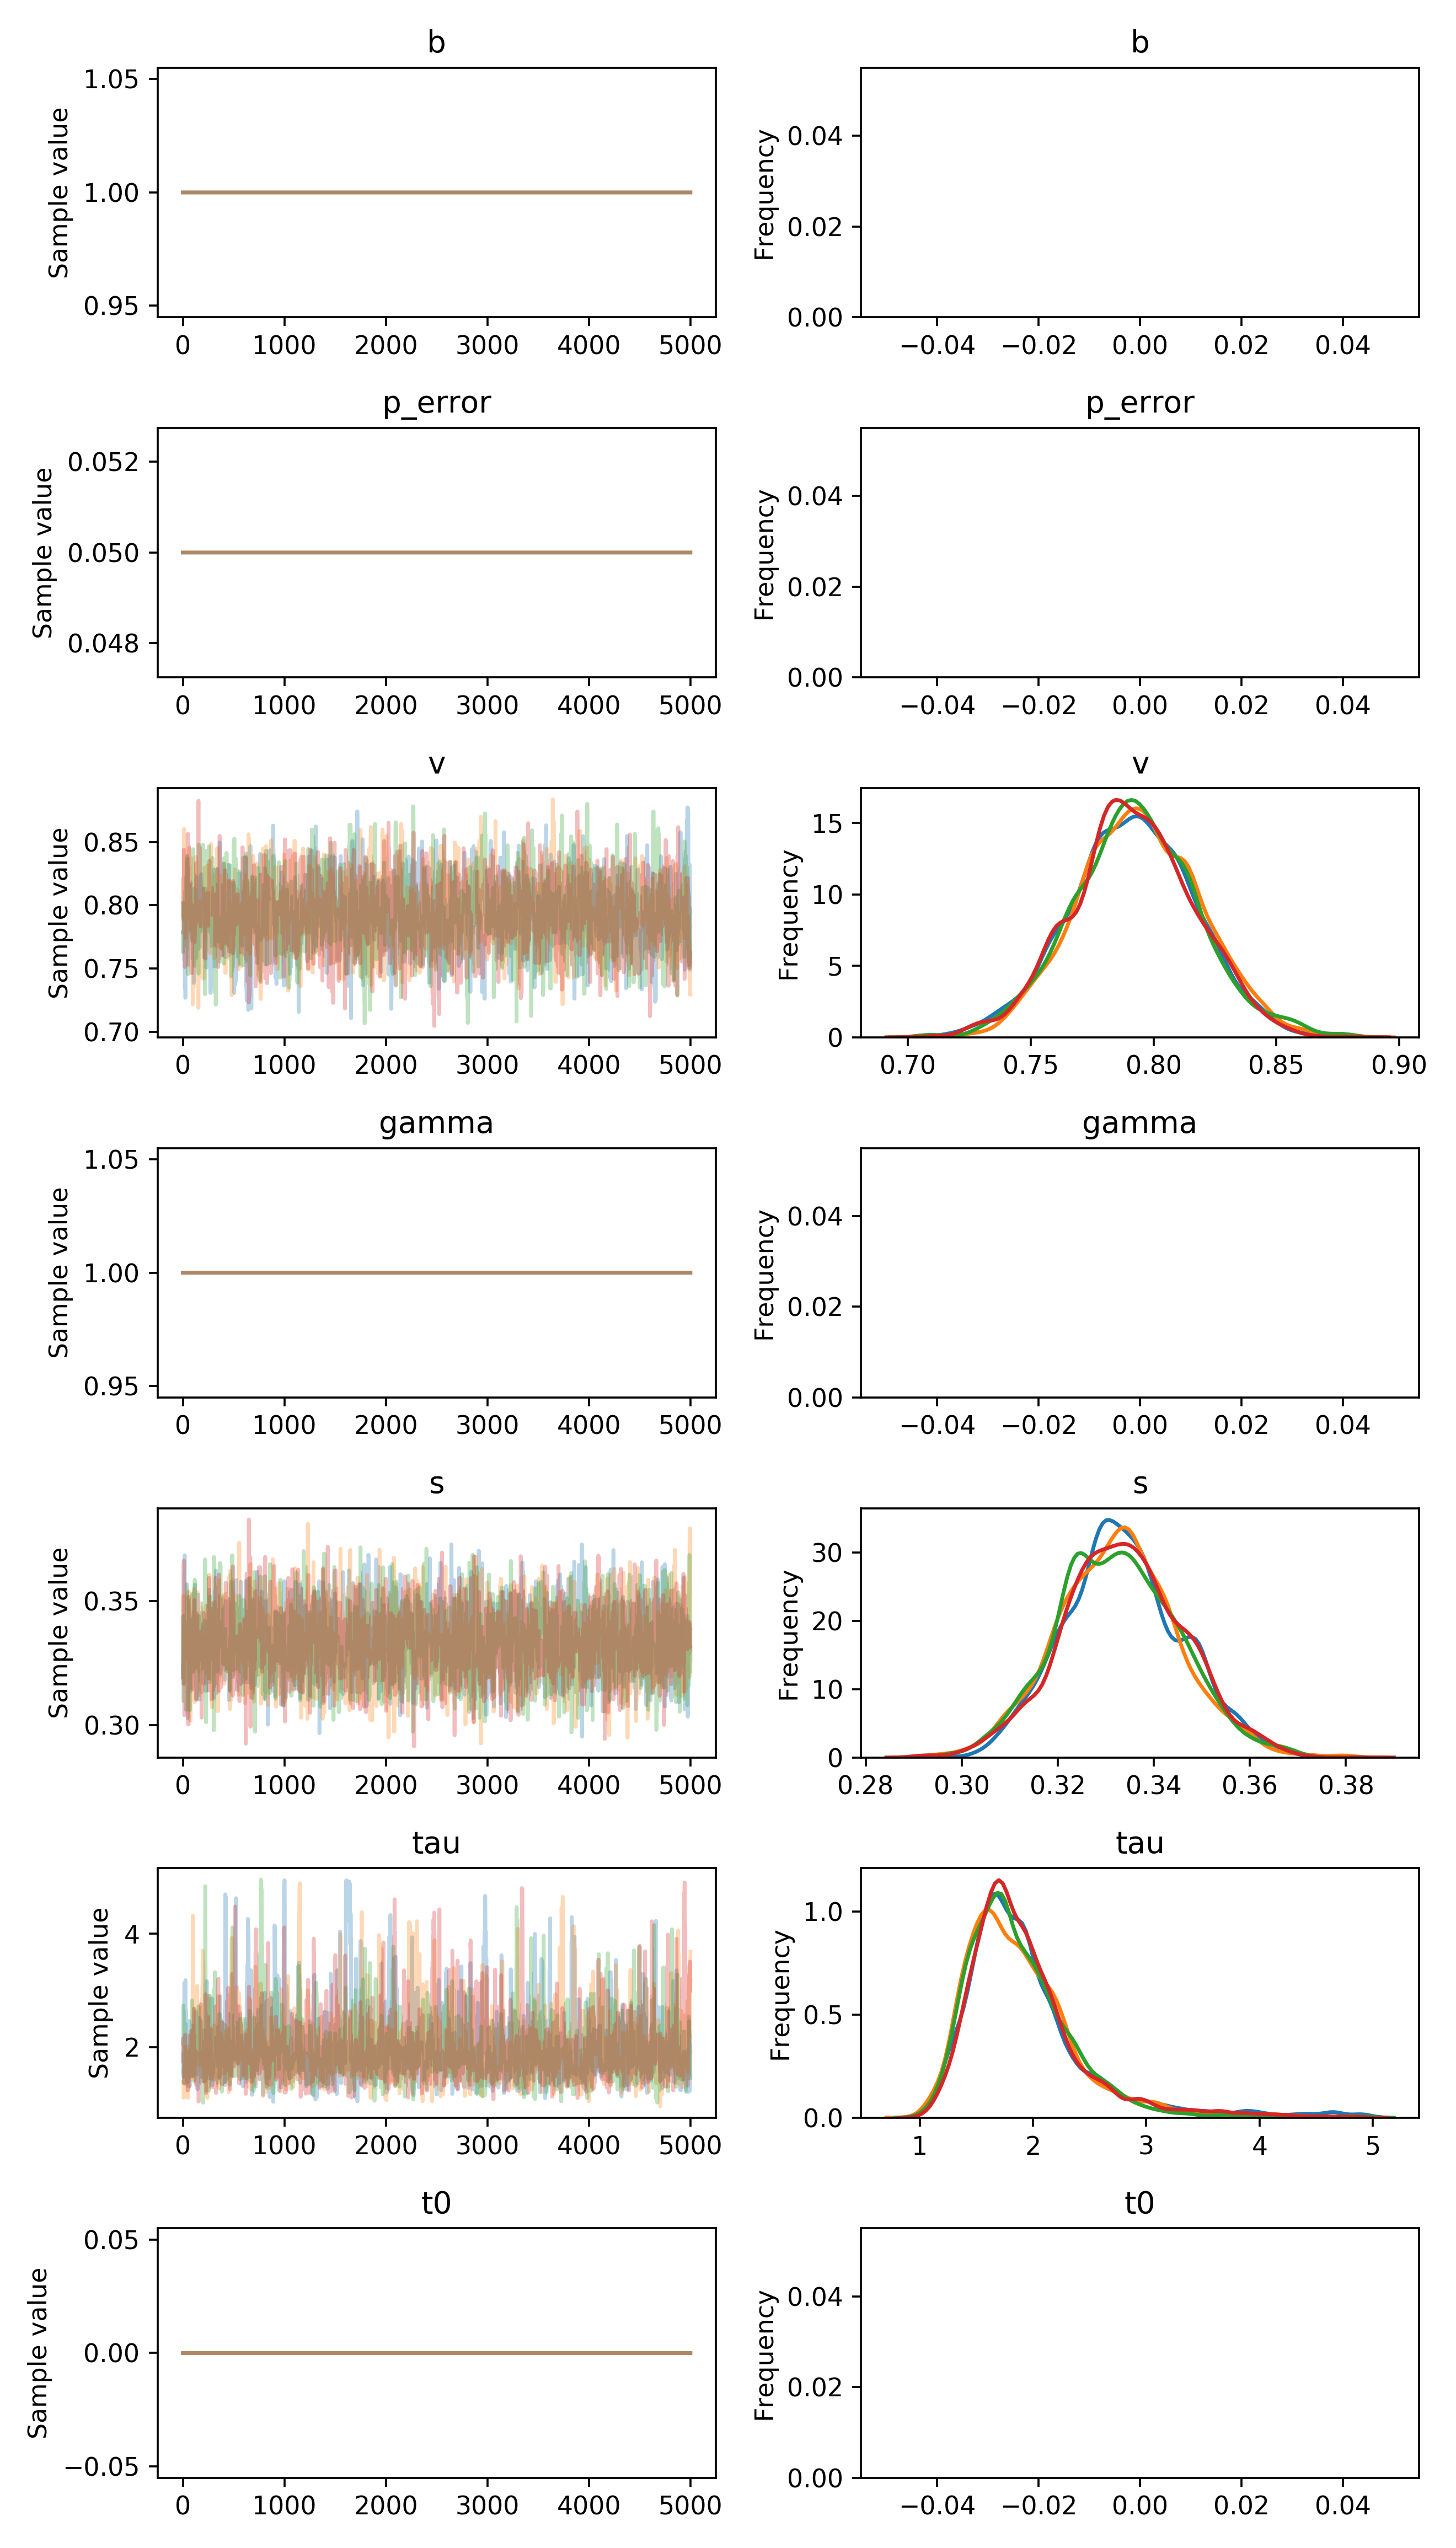 b
b
Sample value
1.05
1.00
0.95
0 1000 2000 3000 4000 5000
Frequency
0.04
0.02
0.00
−0.04 −0.02 0.00 0.02 0.04
p_error
p_error
Sample value
0.052
0.050
0.048
0 1000 2000 3000 4000 5000
Frequency
0.04
0.02
0.00
−0.04 −0.02 0.00 0.02 0.04
v
v
Sample value
0.85
0.80
0.75
0.70
0 1000 2000 3000 4000 5000
Frequency
15
10
5
0
0.70 0.75 0.80 0.85 0.90
gamma
gamma
Sample value
1.05
1.00
0.95
0 1000 2000 3000 4000 5000
Frequency
0.04
0.02
0.00
−0.04 −0.02 0.00 0.02 0.04
s
s
Sample value
0.35
0.30
0 1000 2000 3000 4000 5000
Frequency
30
20
10
0
0.28 0.30 0.32 0.34 0.36 0.38
tau
tau
Sample value
4
2
0 1000 2000 3000 4000 5000
Frequency
1.0
0.5
0.0
1 2 3 4 5
t0
t0
Sample value
0.05
0.00
−0.05
0 1000 2000 3000 4000 5000
Frequency
0.04
0.02
0.00
−0.04 −0.02 0.00 0.02 0.04